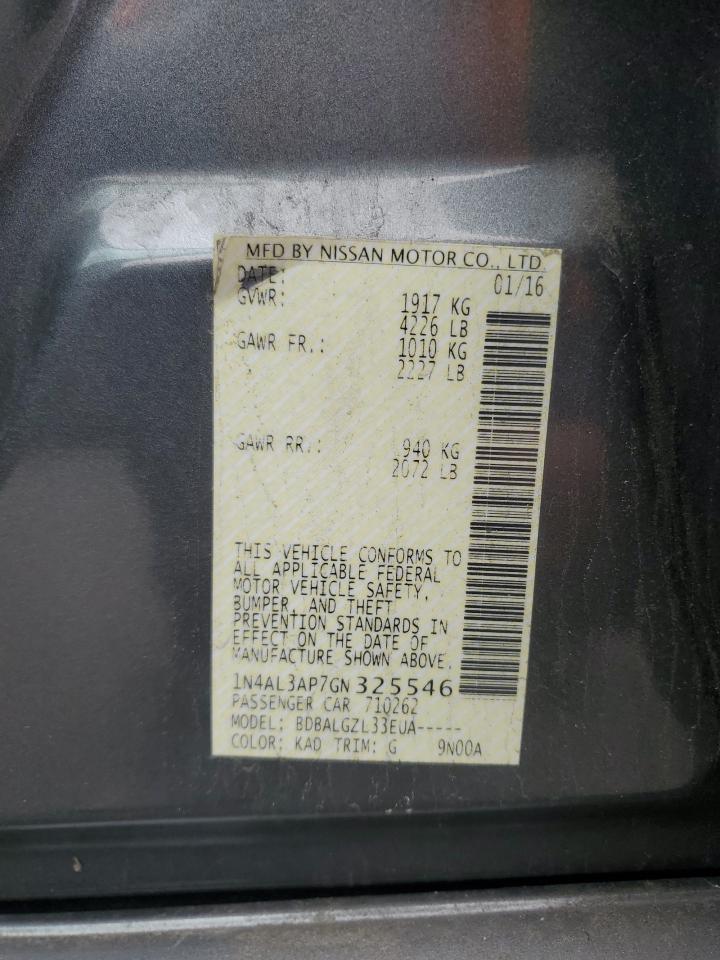 MFD BY NISSAN MOTOR CO., LTD.
DATE: 01/16
GVWR: 1917 KG
4226 LB
GAWR FR.: 1010 KG
2227 LB
GAWR RR.: 940 KG
2072 LB
THIS VEHICLE CONFORMS TO
ALL APPLICABLE FEDERAL
MOTOR VEHICLE SAFETY,
BUMPER, AND THEFT
PREVENTION STANDARDS IN
EFFECT ON THE DATE OF
MANUFACTURE SHOWN ABOVE.
1N4AL3AP7GN325546
PASSENGER CAR 710262
MODEL: BDBALGZL33EUA-----
COLOR: KAD TRIM: G 9N00A